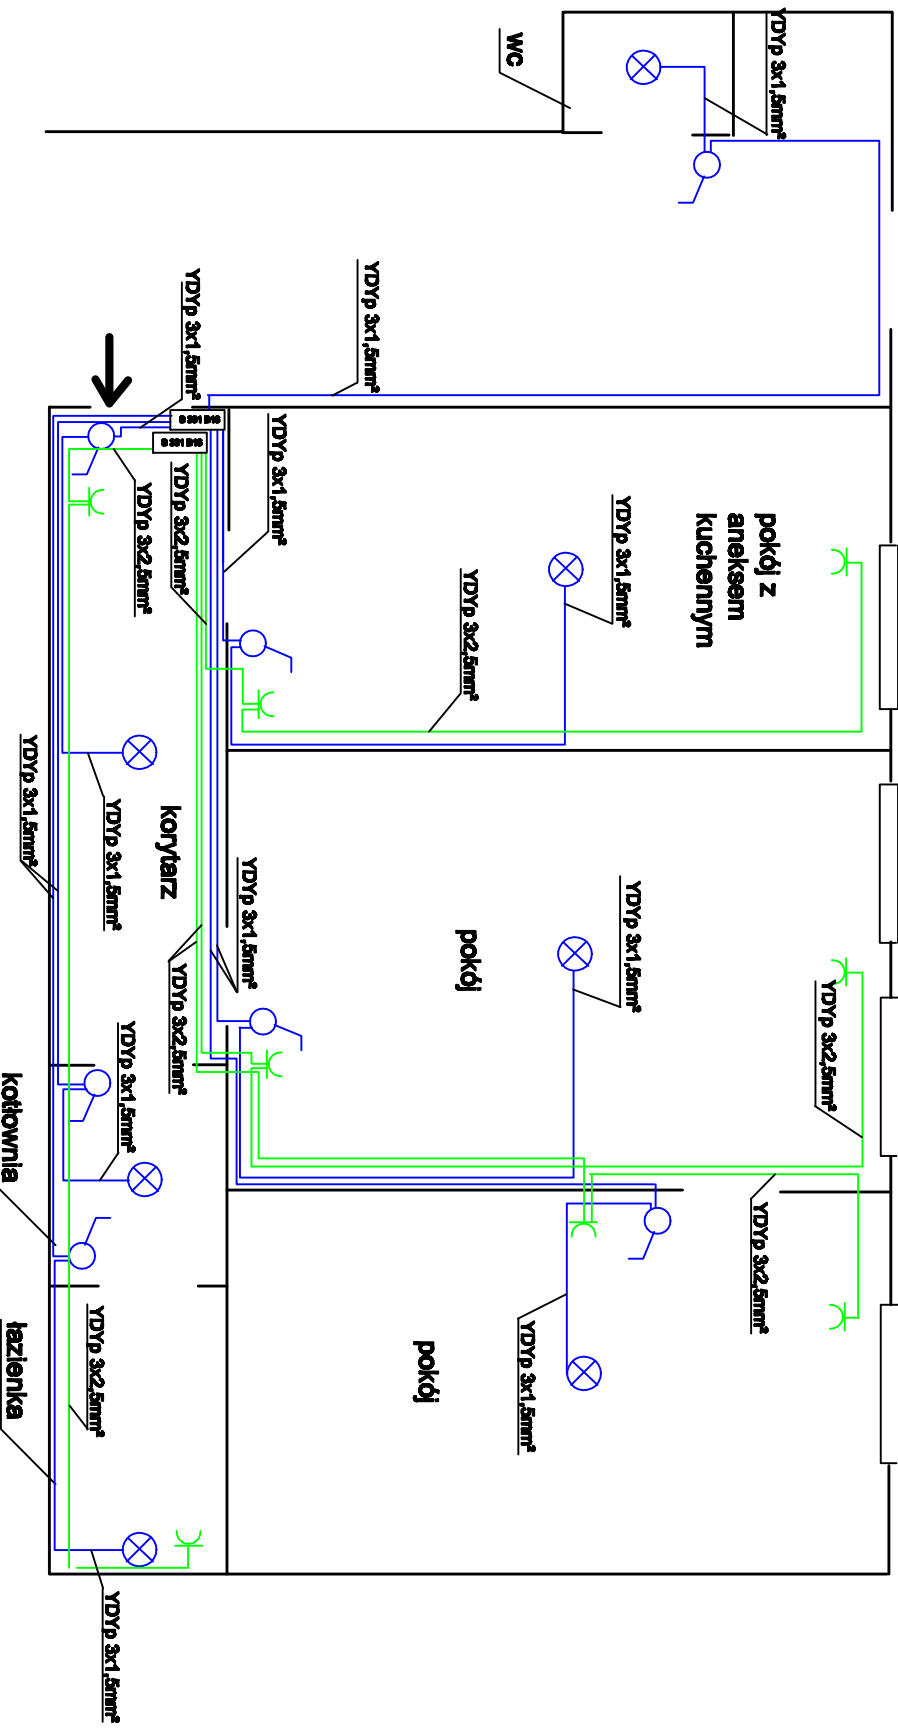 YDYp 3x2,5mm²
YDYp 3x1,5mm²
pokój z
aneksem
kuchennym
YDYp 3x2,5mm²
YDYp 3x1,5mm²
YDYp 3x1,5mm²
YDYp 3x1,5mm²
WC
YDYp 3x2,5mm²
pokój
pokój
YDYp 3x1,5mm²
YDYp 3x1,5mm²
YDYp 3x1,5mm²
S 301 B16
YDYp 3x1,5mm²
S 301 B16
YDYp 3x2,5mm²
YDYp 3x2,5mm²
korytarz
YDYp 3x2,5mm²
YDYp 3x1,5mm²
YDYp 3x1,5mm²
YDYp 3x1,5mm²
YDYp 3x2,5mm²
YDYp 3x1,5mm²
łazienka
kotłownia